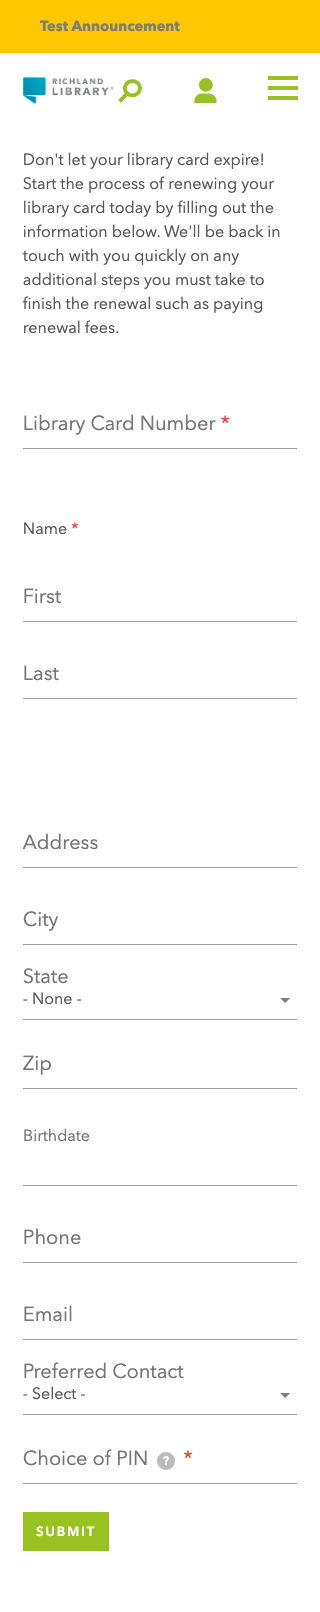 Test Announcement
RICHLAND
LIBRARY
Don't let your library card expire!
Start the process of renewing your
library card today by filling out the
information below. We'll be back in
touch with you quickly on any
additional steps you must take to
finish the renewal such as paying
renewal fees.
Library Card Number *
Name *
First
Last
Address
City
State
- None -
Zip
Birthdate
Phone
Email
Preferred Contact
- Select -
Choice of PIN ? *
SUBMIT